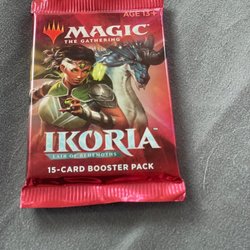 AGE 13+
MAGIC
THE GATHERING
IKORIA
LAIR OF BEHEMOTHS
15-CARD BOOSTER PACK